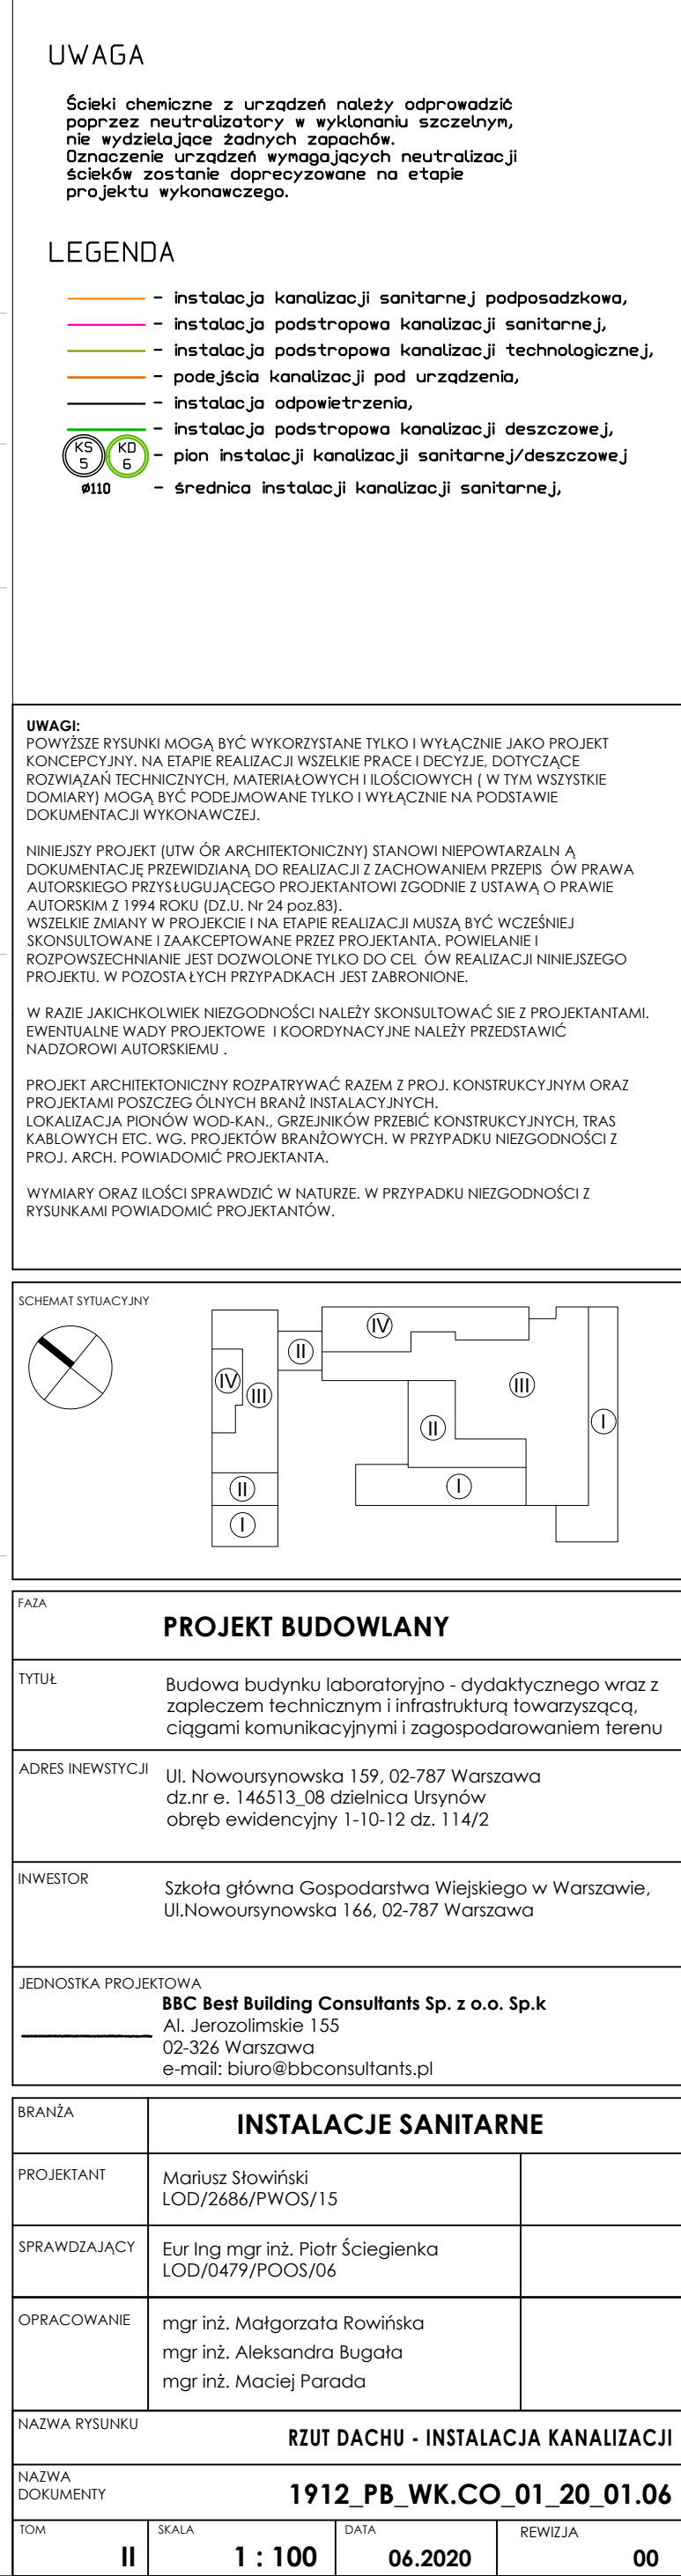 UWAGA
Ścieki chemiczne z urządzeń należy odprowadzić
poprzez neutralizatory w wyklonaniu szczelnym,
nie wydzielające żadnych zapachów.
Oznaczenie urządzeń wymagających neutralizacji
ścieków zostanie doprecyzowane na etapie
projektu wykonawczego.
LEGENDA
- instalacja kanalizacji sanitarnej podposadzkowa,
- instalacja podstropowa kanalizacji sanitarnej,
- instalacja podstropowa kanalizacji technologicznej,
- podejścia kanalizacji pod urządzenia,
- instalacja odpowietrzenia,
- instalacja podstropowa kanalizacji deszczowej,
KS 5 KD 6 - pion instalacji kanalizacji sanitarnej/deszczowej
ø110 - średnica instalacji kanalizacji sanitarnej,
UWAGI:
POWYŻSZE RYSUNKI MOGĄ BYĆ WYKORZYSTANE TYLKO I WYŁĄCZNIE JAKO PROJEKT
KONCEPCYJNY. NA ETAPIE REALIZACJI WSZELKIE PRACE I DECYZJE, DOTYCZĄCE
ROZWIĄZAŃ TECHNICZNYCH, MATERIAŁOWYCH I ILOŚCIOWYCH ( W TYM WSZYSTKIE
DOMIARY) MOGĄ BYĆ PODEJMOWANE TYLKO I WYŁĄCZNIE NA PODSTAWIE
DOKUMENTACJI WYKONAWCZEJ.
NINIEJSZY PROJEKT (UTW ÓR ARCHITEKTONICZNY) STANOWI NIEPOWTARZALN Ą
DOKUMENTACJĘ PRZEWIDZIANĄ DO REALIZACJI Z ZACHOWANIEM PRZEPIS ÓW PRAWA
AUTORSKIEGO PRZYSŁUGUJĄCEGO PROJEKTANTOWI ZGODNIE Z USTAWĄ O PRAWIE
AUTORSKIM Z 1994 ROKU (DZ.U. Nr 24 poz.83).
WSZELKIE ZMIANY W PROJEKCIE I NA ETAPIE REALIZACJI MUSZĄ BYĆ WCZEŚNIEJ
SKONSULTOWANE I ZAAKCEPTOWANE PRZEZ PROJEKTANTA. POWIELANIE I
ROZPOWSZECHNIANIE JEST DOZWOLONE TYLKO DO CEL ÓW REALIZACJI NINIEJSZEGO
PROJEKTU. W POZOSTAŁYCH PRZYPADKACH JEST ZABRONIONE.
W RAZIE JAKICHKOLWIEK NIEZGODNOŚCI NALEŻY SKONSULTOWAĆ SIE Z PROJEKTANTAMI.
EWENTUALNE WADY PROJEKTOWE I KOORDYNACYJNE NALEŻY PRZEDSTAWIĆ
NADZOROWI AUTORSKIEMU .
PROJEKT ARCHITEKTONICZNY ROZPATRYWAĆ RAZEM Z PROJ. KONSTRUKCYJNYM ORAZ
PROJEKTAMI POSZCZEG ÓLNYCH BRANŻ INSTALACYJNYCH.
LOKALIZACJA PIONÓW WOD-KAN., GRZEJNIKÓW PRZEBIĆ KONSTRUKCYJNYCH, TRAS
KABLOWYCH ETC. WG. PROJEKTÓW BRANŻOWYCH. W PRZYPADKU NIEZGODNOŚCI Z
PROJ. ARCH. POWIADOMIĆ PROJEKTANTA.
WYMIARY ORAZ ILOŚCI SPRAWDZIĆ W NATURZE. W PRZYPADKU NIEZGODNOŚCI Z
RYSUNKAMI POWIADOMIĆ PROJEKTANTÓW.
SCHEMAT SYTUACYJNY
IV
II
IV
III
III
I
II
II
I
I
FAZA
PROJEKT BUDOWLANY
TYTUŁ
Budowa budynku laboratoryjno - dydaktycznego wraz z
zapleczem technicznym i infrastrukturą towarzyszącą,
ciągami komunikacyjnymi i zagospodarowaniem terenu
ADRES INEWSTYCJI
Ul. Nowoursynowska 159, 02-787 Warszawa
dz.nr e. 146513_08 dzielnica Ursynów
obręb ewidencyjny 1-10-12 dz. 114/2
INWESTOR
Szkoła główna Gospodarstwa Wiejskiego w Warszawie,
Ul.Nowoursynowska 166, 02-787 Warszawa
JEDNOSTKA PROJEKTOWA
BBC Best Building Consultants Sp. z o.o. Sp.k
Al. Jerozolimskie 155
02-326 Warszawa
e-mail: biuro@bbconsultants.pl
BRANŻA
INSTALACJE SANITARNE
PROJEKTANT
Mariusz Słowiński
LOD/2686/PWOS/15
SPRAWDZAJĄCY
Eur Ing mgr inż. Piotr Ściegienka
LOD/0479/POOS/06
OPRACOWANIE
mgr inż. Małgorzata Rowińska
mgr inż. Aleksandra Bugała
mgr inż. Maciej Parada
NAZWA RYSUNKU
RZUT DACHU - INSTALACJA KANALIZACJI
NAZWA
DOKUMENTY
1912_PB_WK.CO_01_20_01.06
TOM
II
SKALA
1 : 100
DATA
06.2020
REWIZJA
00